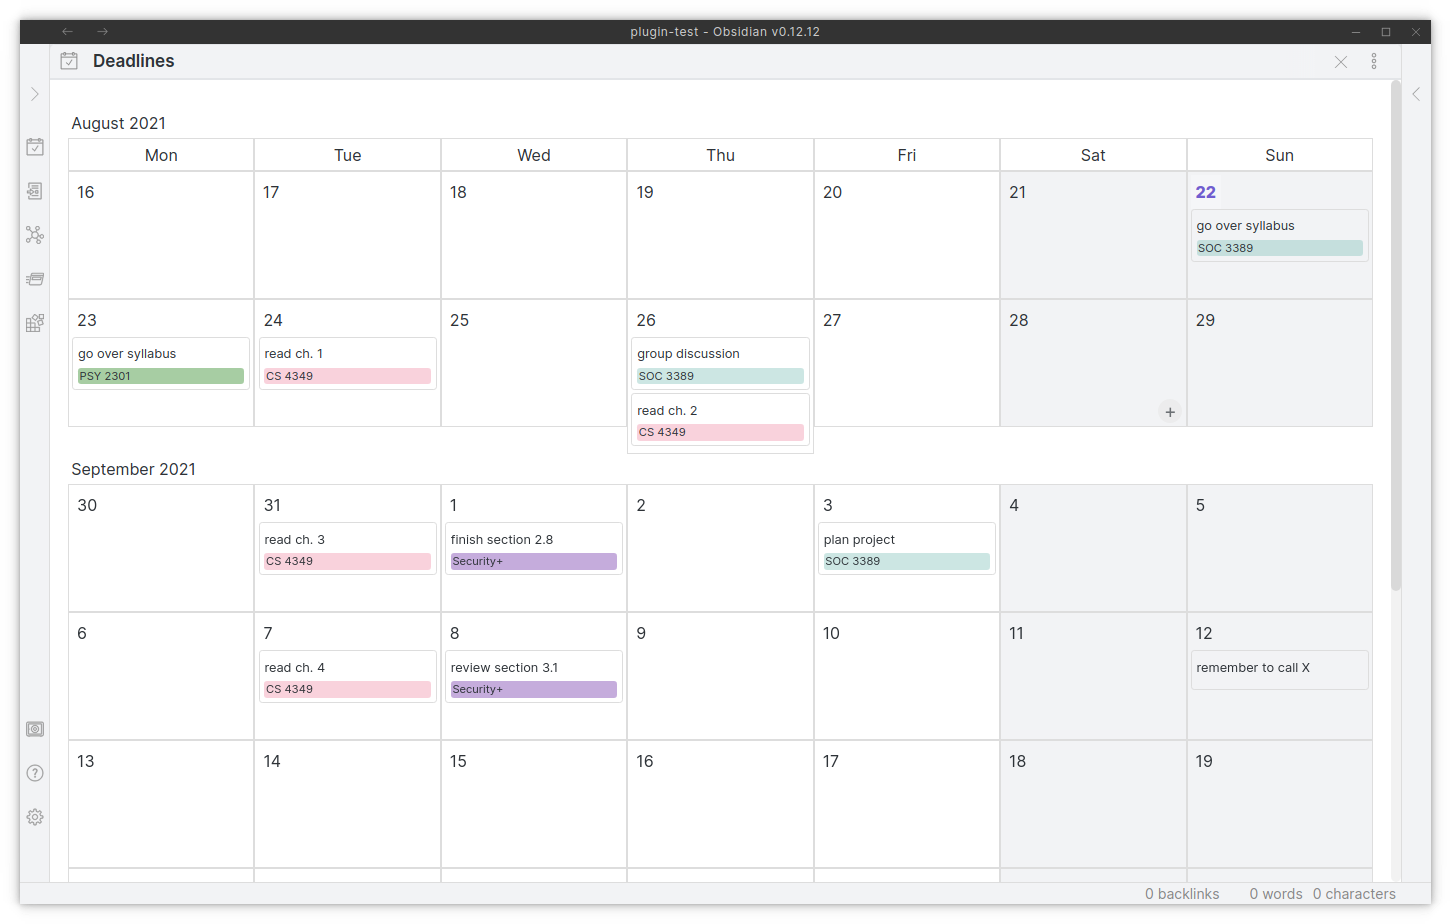 plugin-test - Obsidian v0.12.12
Deadlines
August 2021
Mon Tue Wed Thu Fri Sat Sun
16 17 18 19 20 21 22
go over syllabus
SOC 3389
23 24 25 26 27 28 29
go over syllabus read ch. 1 group discussion
PSY 2301 CS 4349 SOC 3389
read ch. 2
+
CS 4349
September 2021
30 31 1 2 3 4 5
read ch. 3 finish section 2.8 plan project
CS 4349 Security+ SOC 3389
6 7 8 9 10 11 12
read ch. 4 review section 3.1 remember to call X
CS 4349 Security+
13 14 15 16 17 18 19
0 backlinks 0 words 0 characters